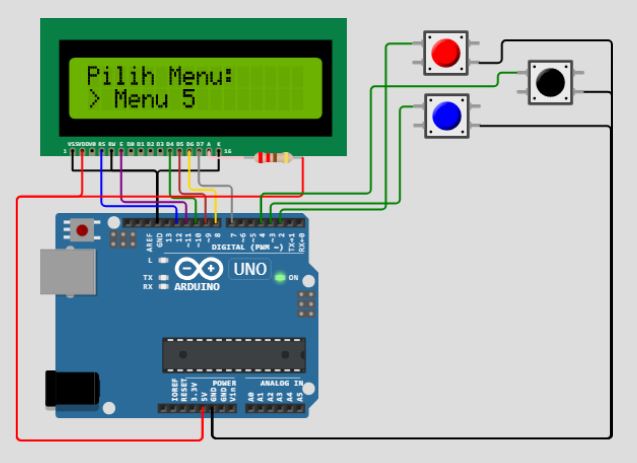 Pilih Menu:
> Menu 5
1 VSS VDD V0 RS RW E D0 D1 D2 D3 D4 D5 D6 D7 A K 16
AREF GND 13 12 ~11 ~10 ~9 8 7 ~6 ~5 4 ~3 2 TX→1 RX←0
DIGITAL (PWM ~)
L
TX
RX
UNO
ON
ARDUINO
POWER
ANALOG IN
IOREF RESET 3.3V 5V GND GND Vin A0 A1 A2 A3 A4 A5